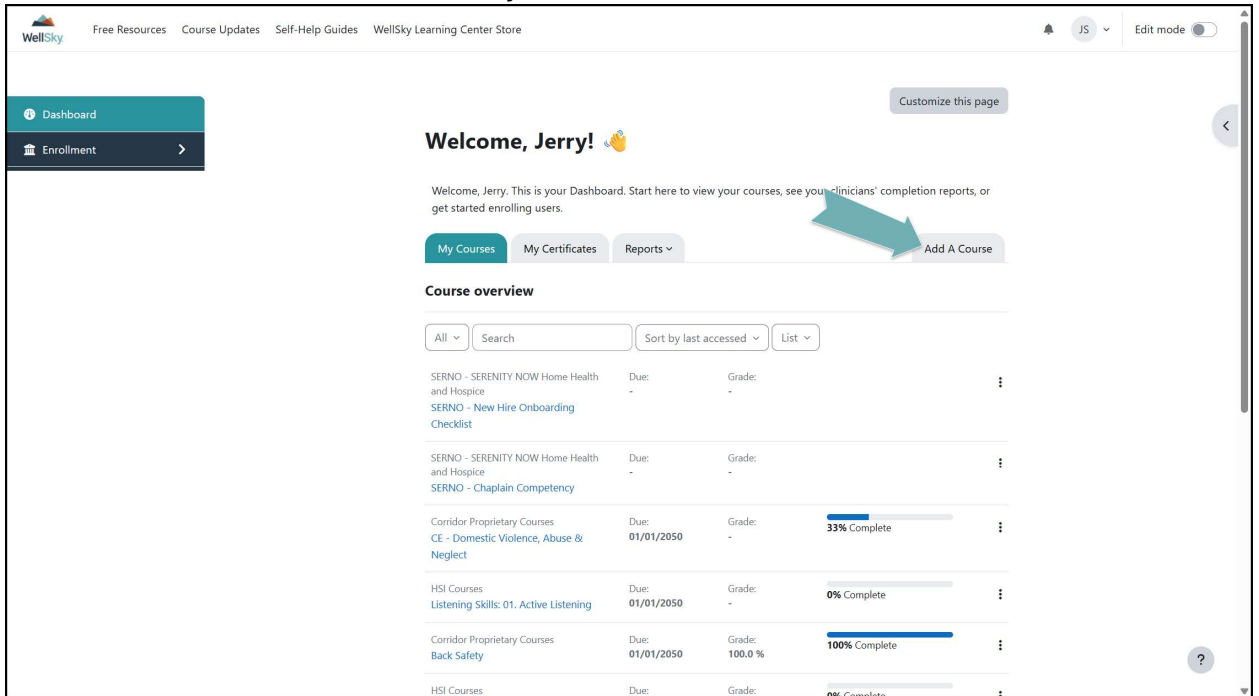 WellSky
Free Resources Course Updates Self-Help Guides WellSky Learning Center Store
JS
Edit mode
Dashboard
Enrollment
Customize this page
Welcome, Jerry!
Welcome, Jerry. This is your Dashboard. Start here to view your courses, see your clinicians' completion reports, or
get started enrolling users.
My Courses My Certificates Reports Add A Course
Course overview
All Search Sort by last accessed List
SERNO - SERENITY NOW Home Health Due: Grade:
and Hospice - -
SERNO - New Hire Onboarding
Checklist
SERNO - SERENITY NOW Home Health Due: Grade:
and Hospice - -
SERNO - Chaplain Competency
Corridor Proprietary Courses Due: Grade:
CE - Domestic Violence, Abuse & 01/01/2050 - 33% Complete
Neglect
HSI Courses Due: Grade:
Listening Skills: 01. Active Listening 01/01/2050 - 0% Complete
Corridor Proprietary Courses Due: Grade:
Back Safety 01/01/2050 100.0 % 100% Complete
?
HSI Courses Due: Grade: 0% Complete